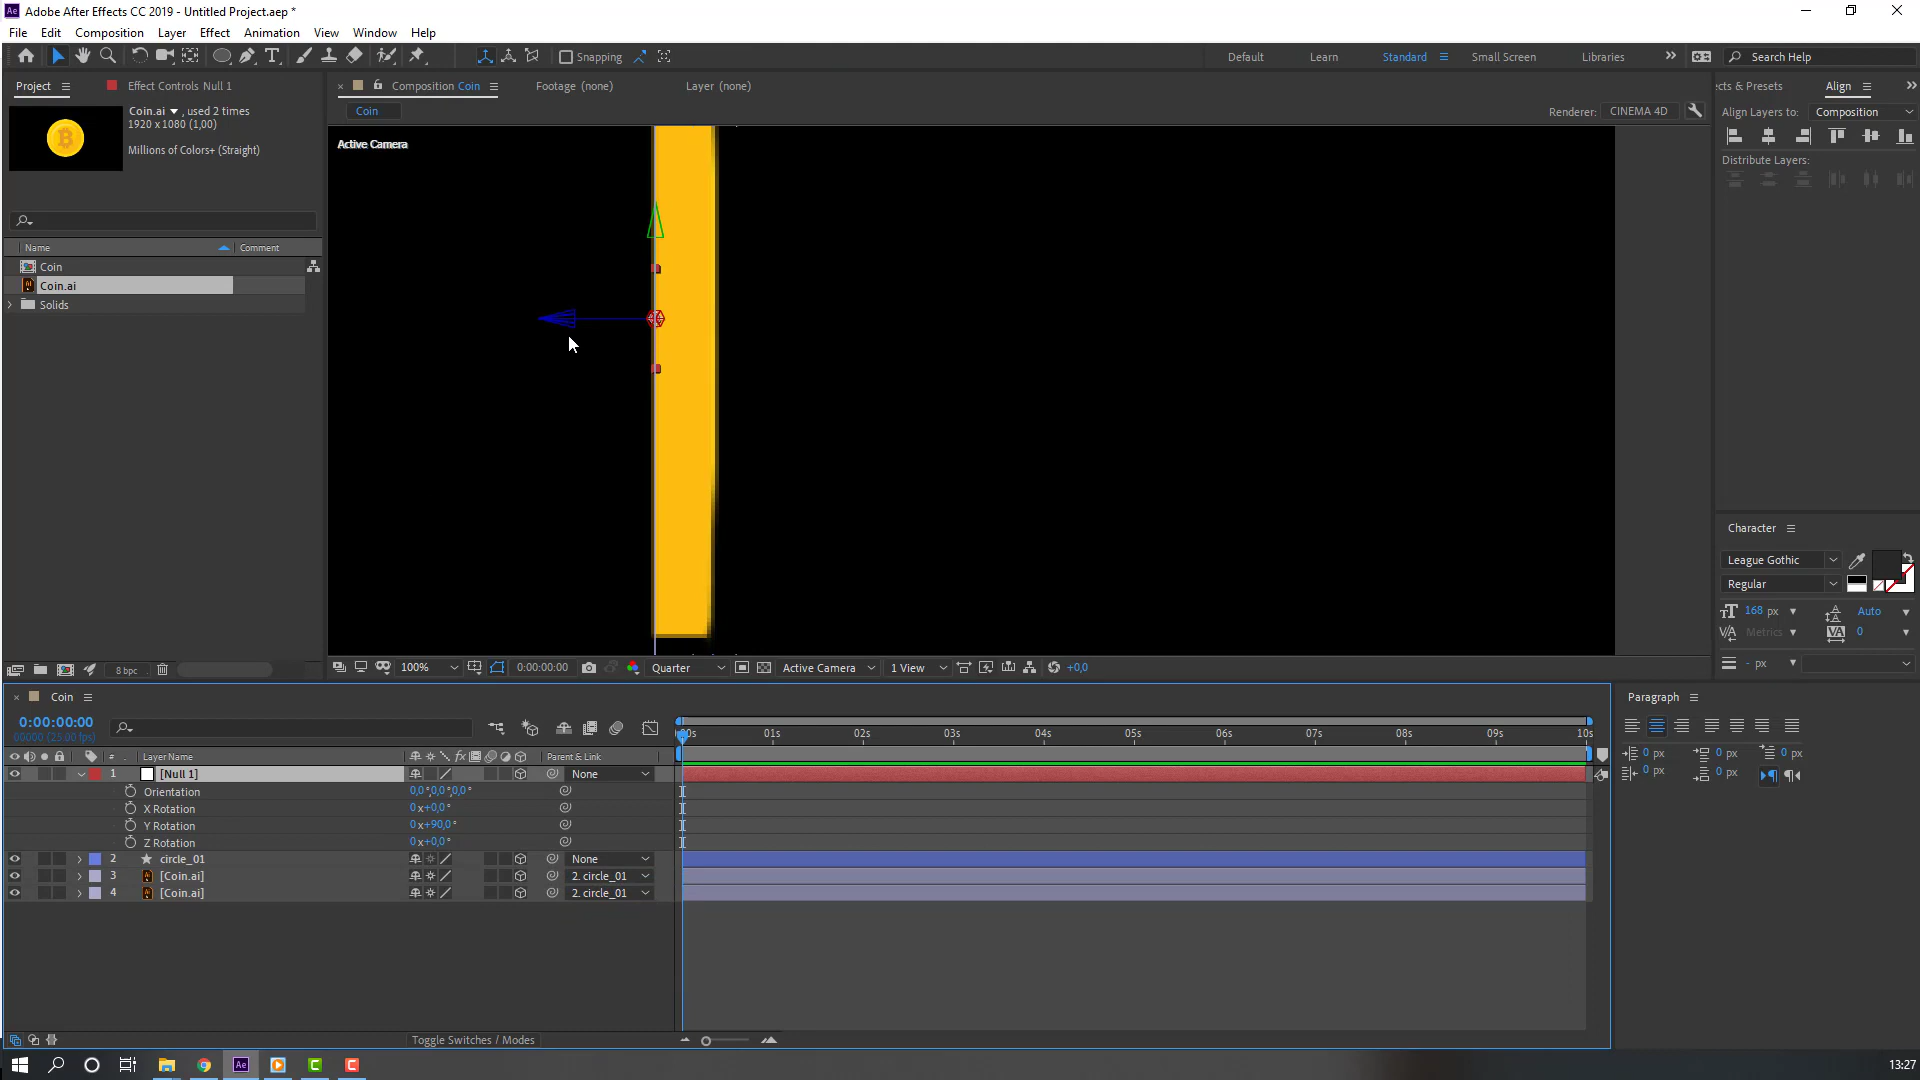 Adobe After Effects CC 2019 - Untitled Project.aep *
File Edit Composition Layer Effect Animation View Window Help
Snapping
Default Learn Standard Small Screen Libraries Search Help
Project Effect Controls Null 1
Composition Coin Footage (none) Layer (none)
cts & Presets Align
Coin.ai , used 2 times
1920 x 1080 (1,00)
Millions of Colors+ (Straight)
Coin
Renderer: CINEMA 4D
Align Layers to: Composition
Distribute Layers:
Active Camera
Name Comment
Coin
Coin.ai
Solids
Character
League Gothic
Regular
168 px Auto
Metrics 0
- px
8 bpc
100% 0:00:00:00 Quarter Active Camera 1 View +0,0
Coin
0:00:00:00
00000 (25.00 fps)
:00s 01s 02s 03s 04s 05s 06s 07s 08s 09s 10s
# Layer Name fx Parent & Link
1 [Null 1] None
Orientation 0,0°,0,0°,0,0°
X Rotation 0x+0,0°
Y Rotation 0x+90,0°
Z Rotation 0x+0,0°
2 circle_01 None
3 [Coin.ai] 2. circle_01
4 [Coin.ai] 2. circle_01
Toggle Switches / Modes
Paragraph
0 px 0 px 0 px
0 px 0 px
13:27